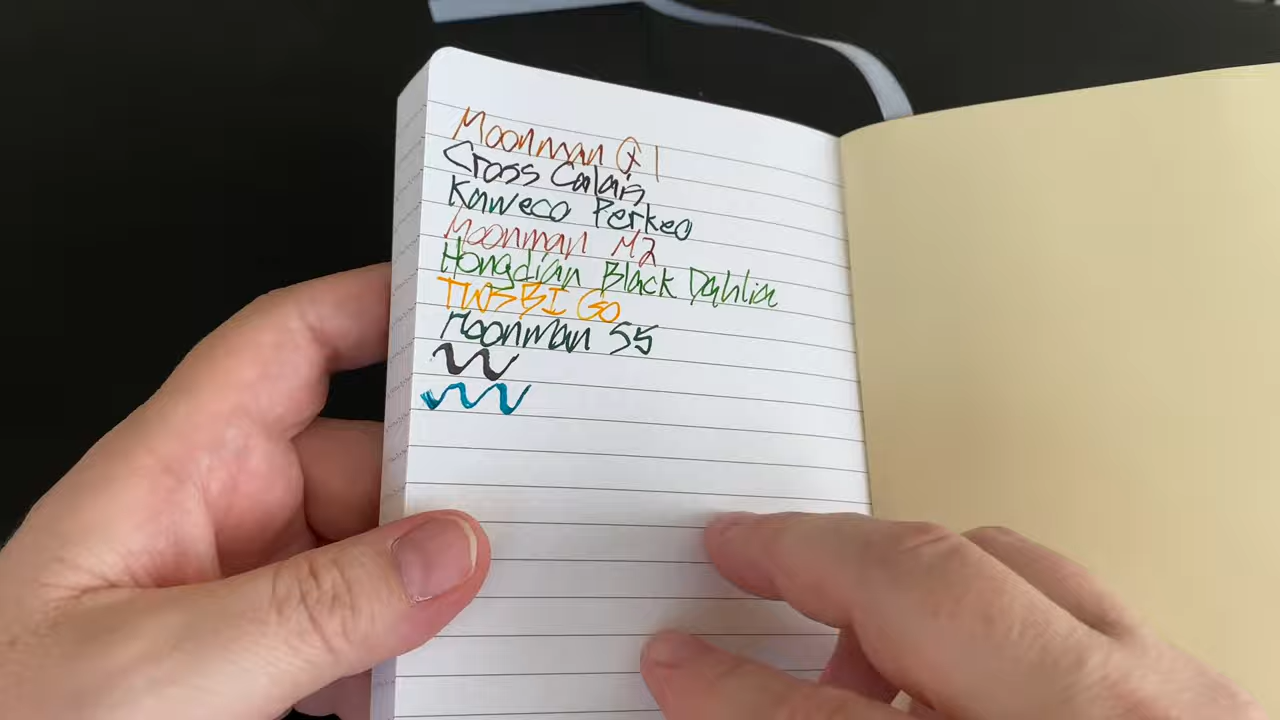 Moonman Q1
Cross Calais
Kaweco Perkeo
Moonman M2
Hongdian Black Dahlia
TWSBI Go
Moonman S5